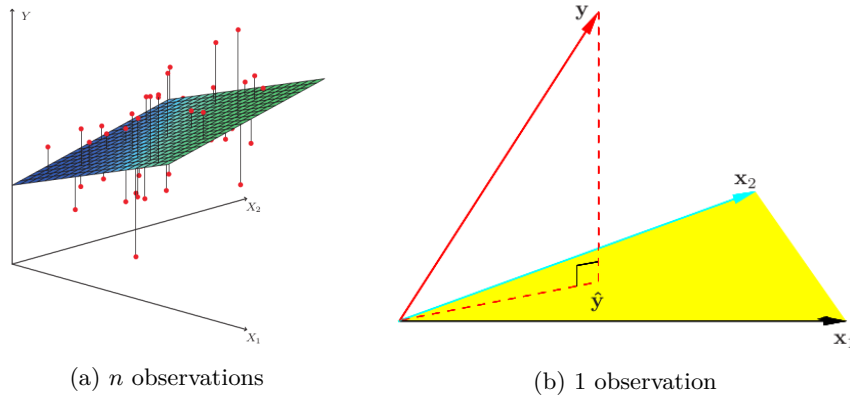 Y
X₂
X₁
(a) n observations
y
x₂
ŷ
x₁
(b) 1 observation